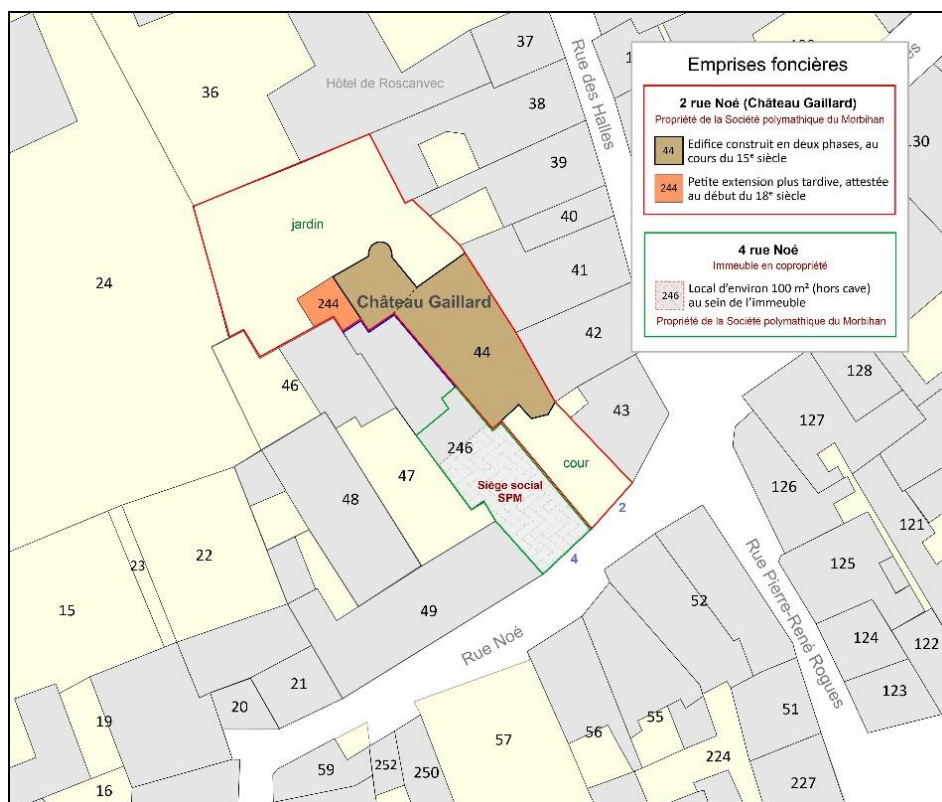 37
Rue des Halles
36
Hôtel de Roscanvec
38
39
40
41
42
43
24
jardin
244
Château Gaillard
44
46
246
47
48
cour
Siège social
SPM
2
4
Emprises foncières
2 rue Noé (Château Gaillard)
Propriété de la Société polymathique du Morbihan
44 Edifice construit en deux phases, au
cours du 15e siècle
244 Petite extension plus tardive, attestée
au début du 18e siècle
4 rue Noé
Immeuble en copropriété
246 Local d'environ 100 m² (hors cave)
au sein de l'immeuble
Propriété de la Société polymathique du Morbihan
130
128
127
126
121
125
124
122
123
Rue Pierre-René Rogues
15
23
22
49
Rue Noé
52
19
20
21
16
59
252
250
57
56
55
224
51
227